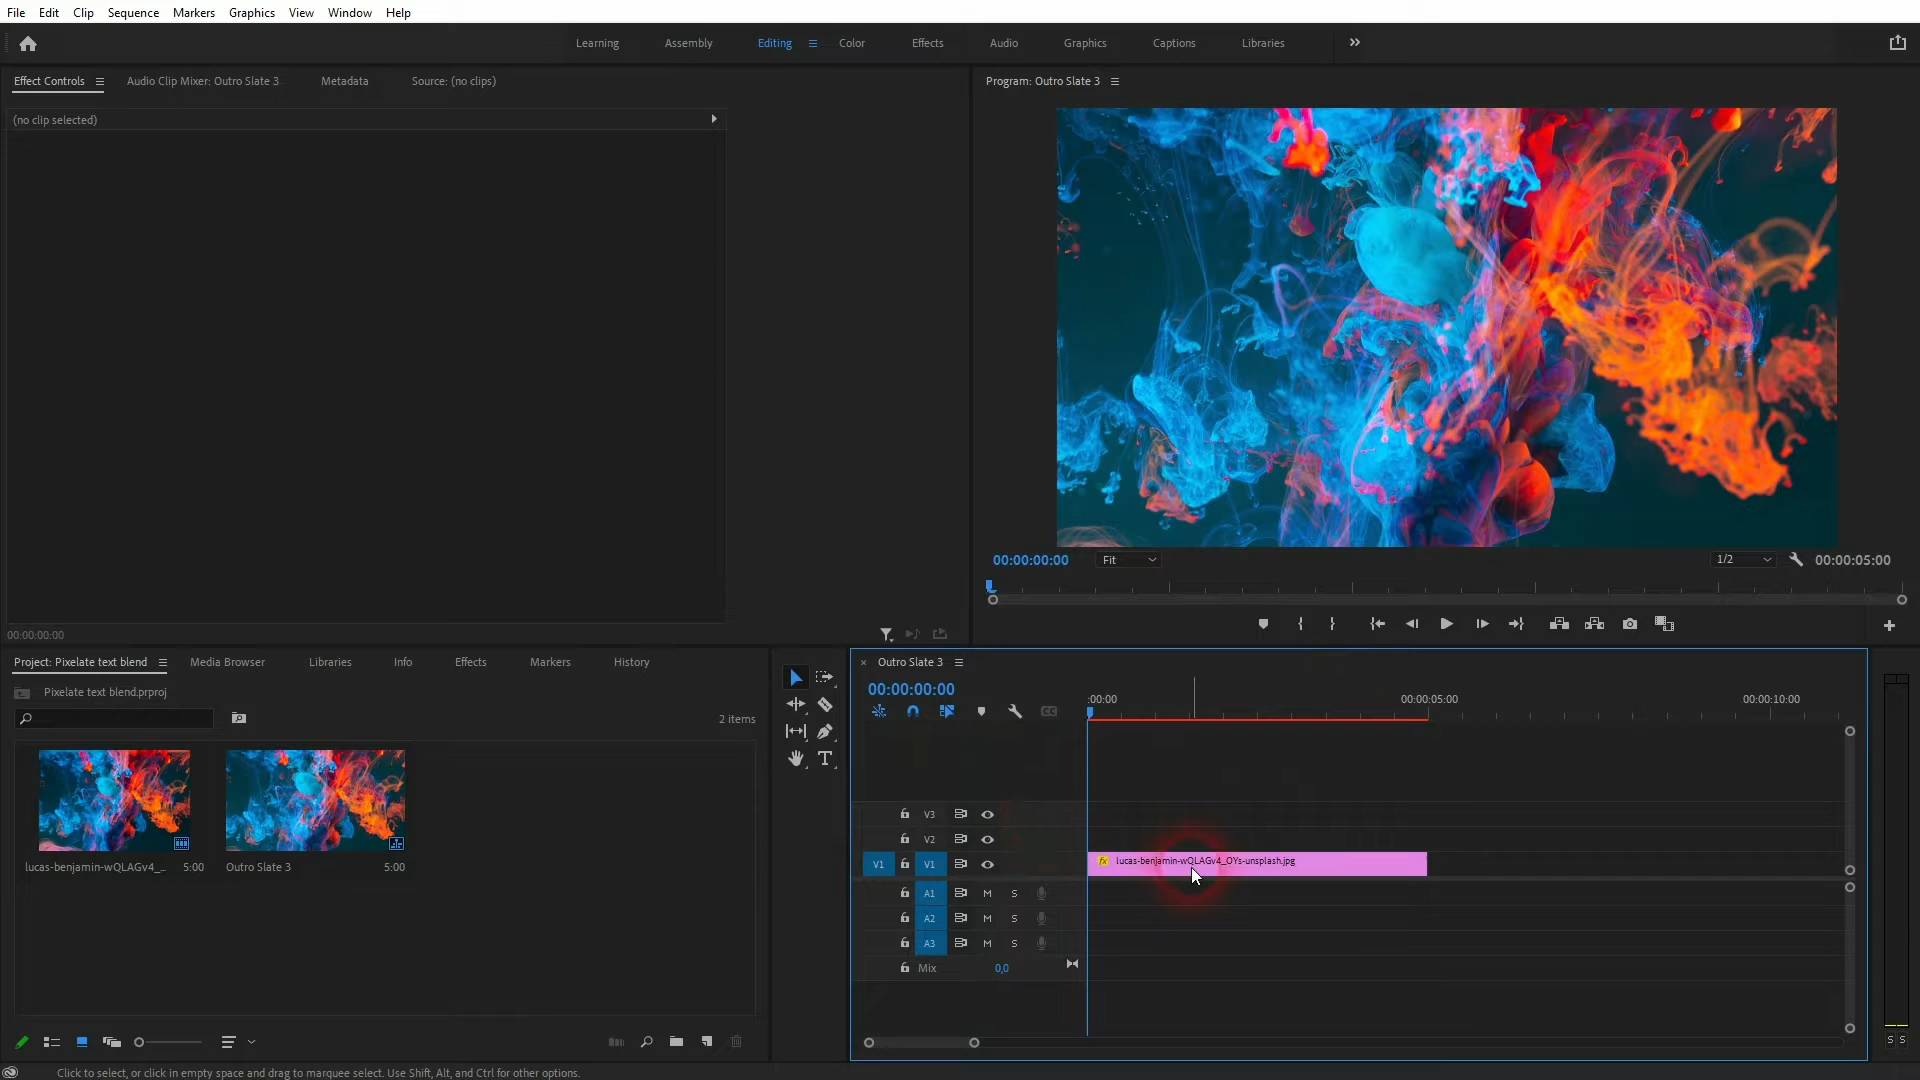 File Edit Clip Sequence Markers Graphics View Window Help
Learning Assembly Editing Color Effects Audio Graphics Captions Libraries
Effect Controls Audio Clip Mixer: Outro Slate 3 Metadata Source: (no clips)
Program: Outro Slate 3
(no clip selected)
00:00:00:00 Fit 1/2 00:00:05:00
00:00:00:00
Project: Pixelate text blend Media Browser Libraries Info Effects Markers History
Pixelate text blend.prproj
2 items
lucas-benjamin-wQLAGv4_... 5:00
Outro Slate 3 5:00
Outro Slate 3
00:00:00:00
:00:00 00:00:05:00 00:00:10:00
V3
V2
V1 V1 fx lucas-benjamin-wQLAGv4_OYs-unsplash.jpg
A1 M S
A2 M S
A3 M S
Mix 0,0
S S
Click to select, or click in empty space and drag to marquee select. Use Shift, Alt, and Ctrl for other options.